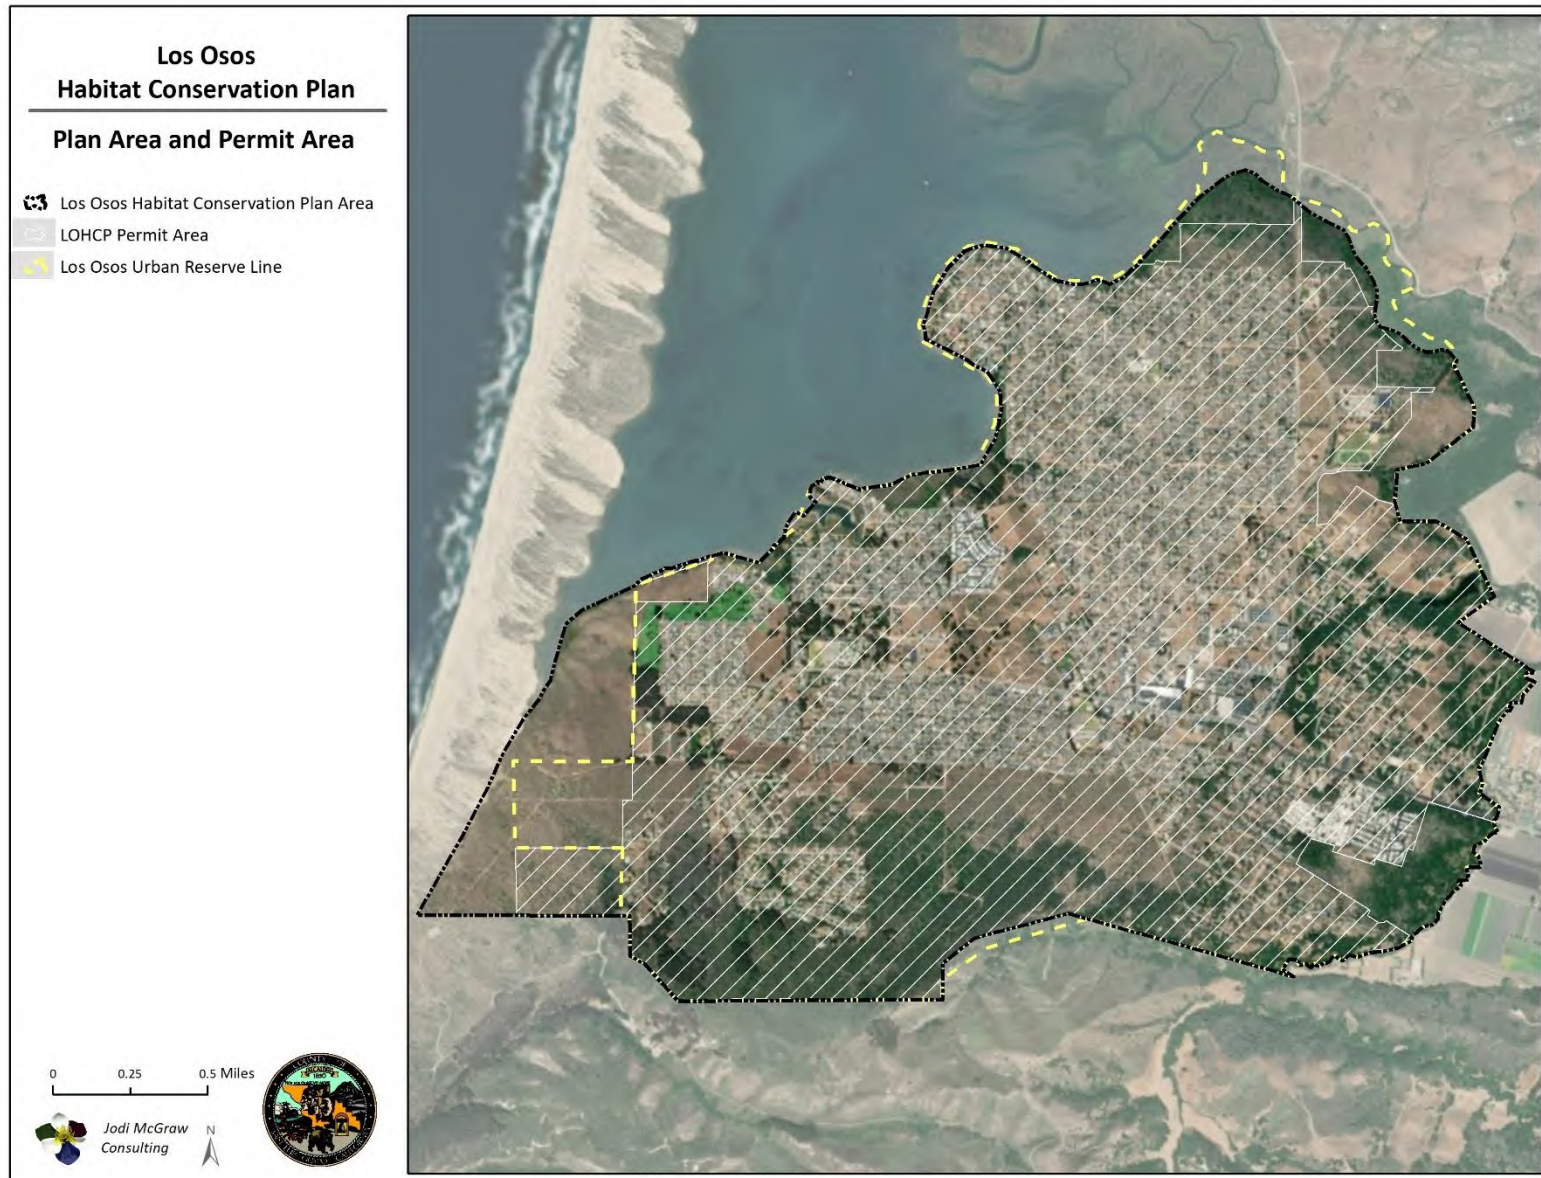 Los Osos
Habitat Conservation Plan
Plan Area and Permit Area
Los Osos Habitat Conservation Plan Area
LOHCP Permit Area
Los Osos Urban Reserve Line
0 0.25 0.5 Miles
Jodi McGraw
Consulting
N